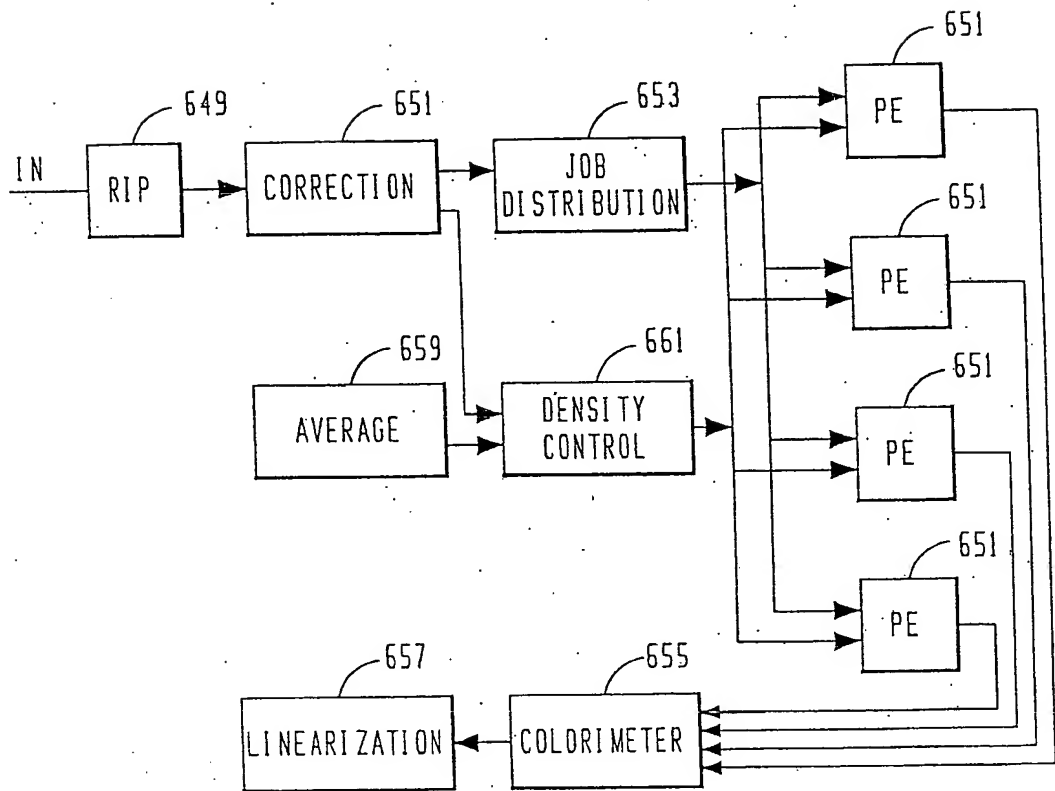 651
649
651
653
IN
RIP
CORRECTION
JOB
DISTRIBUTION
PE
651
PE
659
661
651
AVERAGE
DENSITY
CONTROL
PE
651
PE
657
655
LINEARIZATION
COLORIMETER